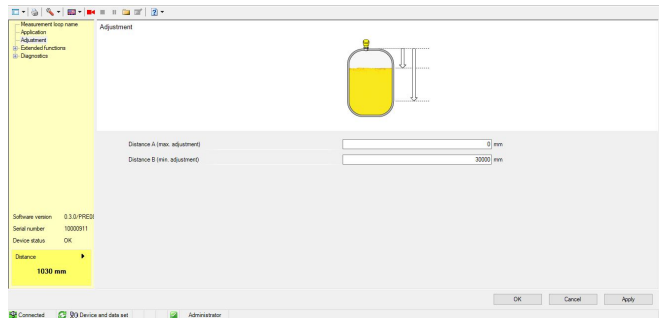 Measurement loop name
Application
Adjustment
Extended functions
Diagnostics
Adjustment
Distance A (max. adjustment) 0 mm
Distance B (min. adjustment) 30000 mm
Software version 0.3.0/PRE0
Serial number 10000911
Device status OK
Distance
1030 mm
OK Cancel Apply
Connected Device and data set Administrator